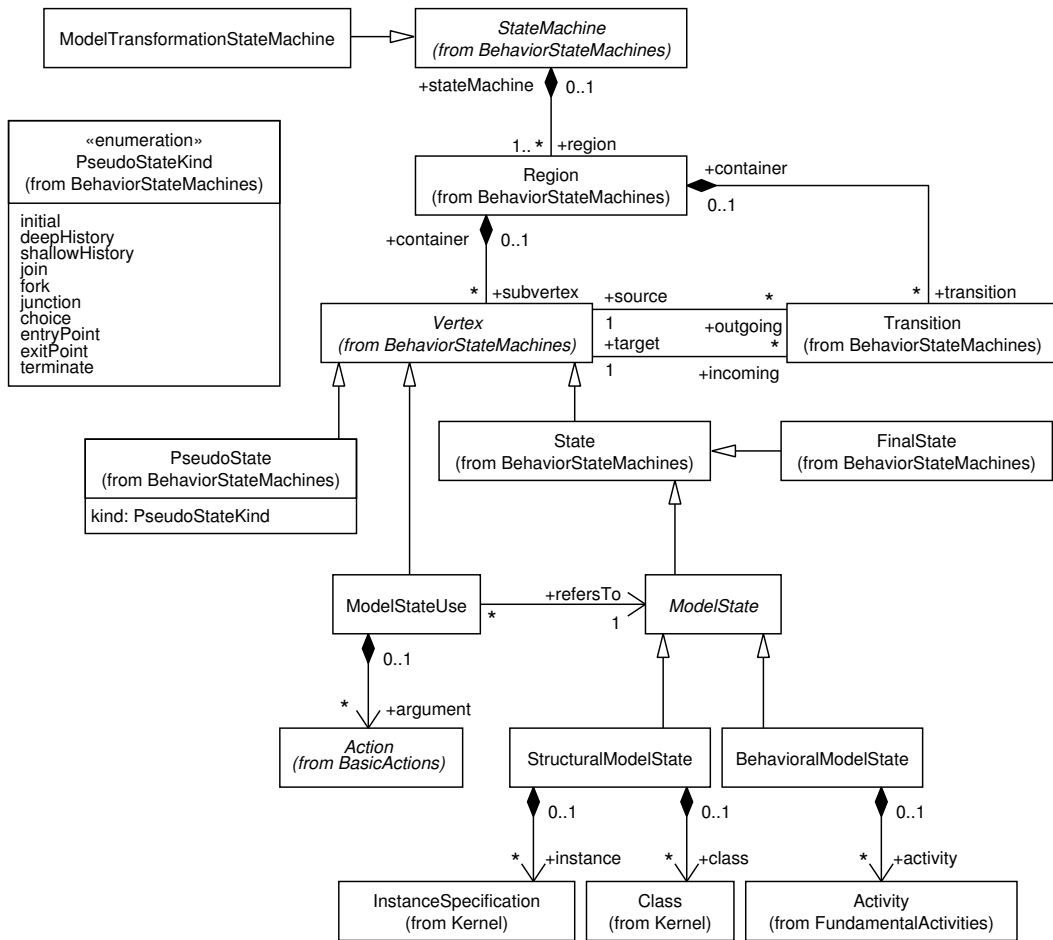 ModelTransformationStateMachine
StateMachine
(from BehaviorStateMachines)
+stateMachine
0..1
1..*
+region
«enumeration»
PseudoStateKind
(from BehaviorStateMachines)
initial
deepHistory
shallowHistory
join
fork
junction
choice
entryPoint
exitPoint
terminate
Region
(from BehaviorStateMachines)
+container
0..1
+container
0..1
*
+subvertex
*
+transition
Vertex
(from BehaviorStateMachines)
+source
*
1
+outgoing
+target
*
1
+incoming
Transition
(from BehaviorStateMachines)
PseudoState
(from BehaviorStateMachines)
kind: PseudoStateKind
State
(from BehaviorStateMachines)
FinalState
(from BehaviorStateMachines)
ModelStateUse
+refersTo
*
1
ModelState
0..1
*
+argument
Action
(from BasicActions)
StructuralModelState
BehavioralModelState
0..1
0..1
0..1
*
+instance
*
+class
*
+activity
InstanceSpecification
(from Kernel)
Class
(from Kernel)
Activity
(from FundamentalActivities)